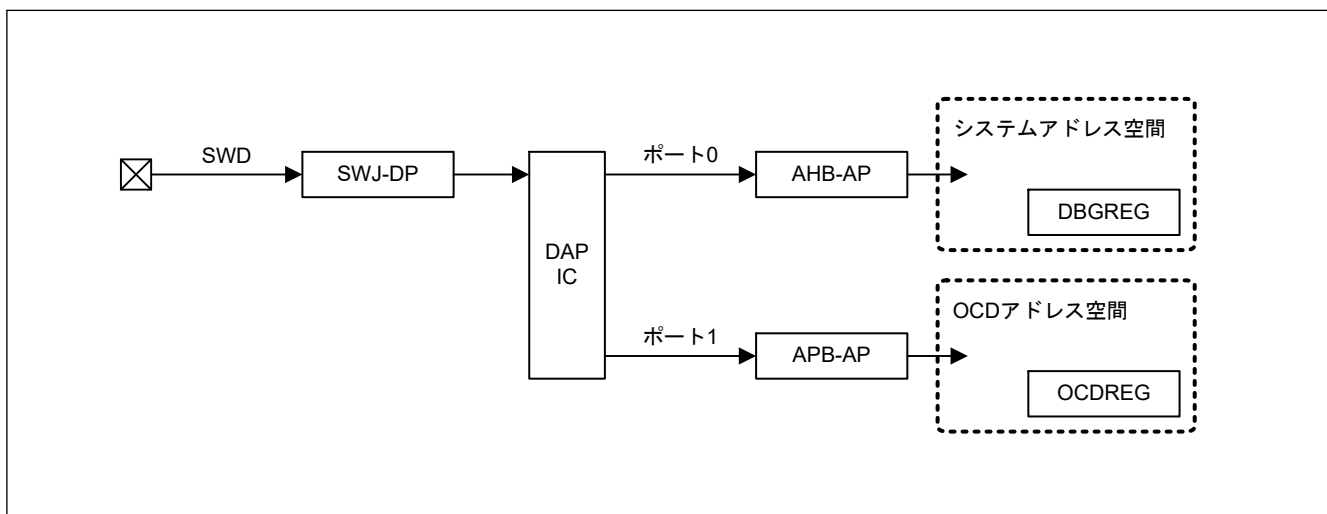 SWD
SWJ-DP
DAP
IC
ポート0
AHB-AP
システムアドレス空間
DBGREG
ポート1
APB-AP
OCDアドレス空間
OCDREG